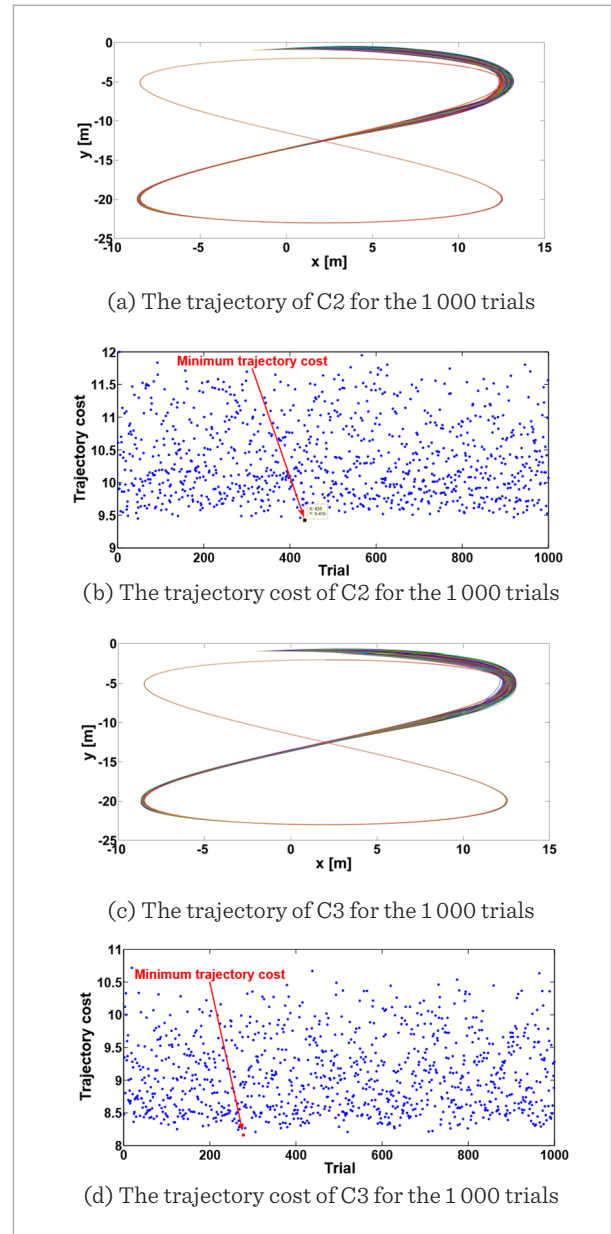 0
-5
-10
-15
-20
-25
y [m]
-10 -5 0 5 10 15
x [m]
(a) The trajectory of C2 for the 1 000 trials
Minimum trajectory cost
12
11.5
11
10.5
10
9.5
9
Trajectory cost
0 200 400 600 800 1000
Trial
(b) The trajectory cost of C2 for the 1 000 trials
0
-5
-10
-15
-20
-25
y [m]
-10 -5 0 5 10 15
x [m]
(c) The trajectory of C3 for the 1 000 trials
11
10.5
10
9.5
9
8.5
8
Minimum trajectory cost
Trajectory cost
0 200 400 600 800 1000
Trial
(d) The trajectory cost of C3 for the 1 000 trials